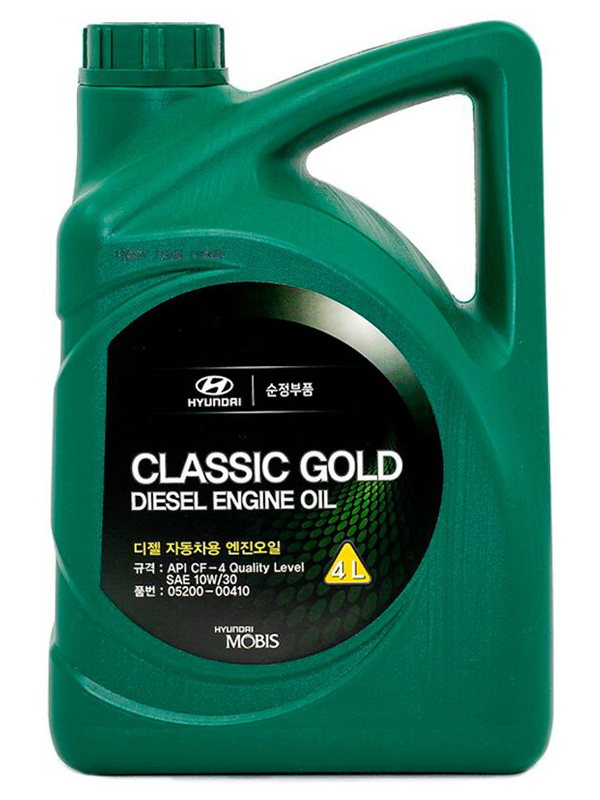 HYUNDAI
순정부품
CLASSIC GOLD
DIESEL ENGINE OIL
디젤 자동차용 엔진오일
규격 : API CF-4 Quality Level
SAE 10W/30
품번 : 05200-00410
4 L
HYUNDAI
MOBIS